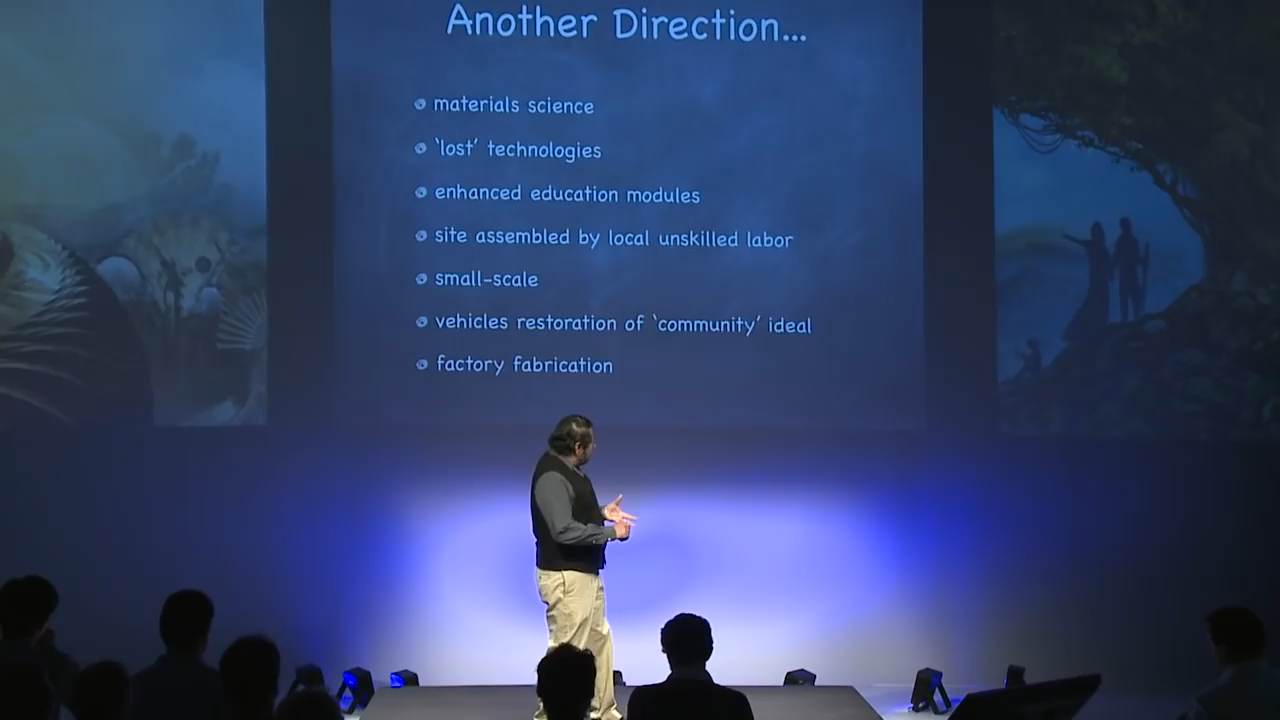 Another Direction...
materials science
‘lost’ technologies
enhanced education modules
site assembled by local unskilled labor
small-scale
vehicles restoration of ‘community’ ideal
factory fabrication